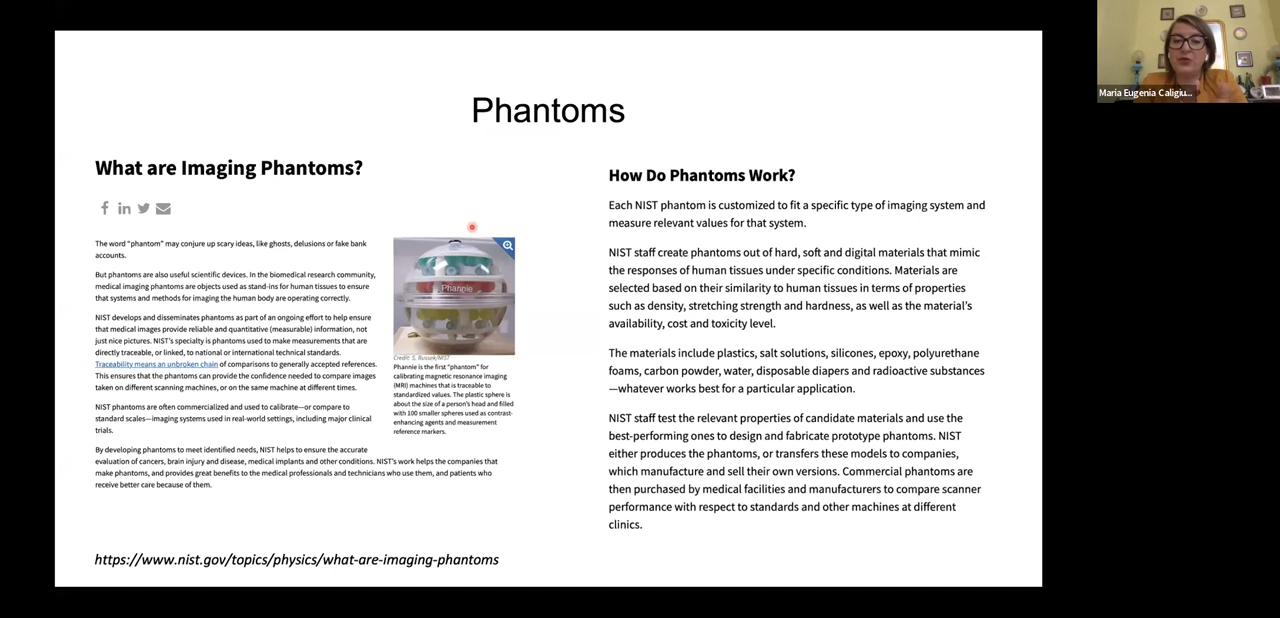 Phantoms
What are Imaging Phantoms?
The word “phantom” may conjure up scary ideas, like ghosts, delusions or fake bank
accounts.
But phantoms are also useful scientific devices. In the biomedical research community,
medical imaging phantoms are objects used as stand-ins for human tissues to ensure
that systems and methods for imaging the human body are operating correctly.
NIST develops and disseminates phantoms as part of an ongoing effort to help ensure
that medical images provide reliable and quantitative (measurable) information, not
just nice pictures. NIST’s specialty is phantoms used to make measurements that are
directly traceable, or linked, to national or international technical standards.
Traceability means an unbroken chain of comparisons to generally accepted references.
This ensures that the phantoms can provide the confidence needed to compare images
taken on different scanning machines, or on the same machine at different times.
NIST phantoms are often commercialized and used to calibrate—or compare to
standard scales—imaging systems used in real-world settings, including major clinical
trials.
By developing phantoms to meet identified needs, NIST helps to ensure the accurate
evaluation of cancers, brain injury and disease, medical implants and other conditions. NIST’s work helps the companies that
make phantoms, and provides great benefits to the medical professionals and technicians who use them, and patients who
receive better care because of them.
Phannie
Credit: S. Russek/NIST
Phannie is the first “phantom” for
calibrating magnetic resonance imaging
(MRI) machines that is traceable to
standardized values. The plastic sphere is
about the size of a person’s head and filled
with 100 smaller spheres used as contrast-
enhancing agents and measurement
reference markers.
https://www.nist.gov/topics/physics/what-are-imaging-phantoms
How Do Phantoms Work?
Each NIST phantom is customized to fit a specific type of imaging system and
measure relevant values for that system.
NIST staff create phantoms out of hard, soft and digital materials that mimic
the responses of human tissues under specific conditions. Materials are
selected based on their similarity to human tissues in terms of properties
such as density, stretching strength and hardness, as well as the material’s
availability, cost and toxicity level.
The materials include plastics, salt solutions, silicones, epoxy, polyurethane
foams, carbon powder, water, disposable diapers and radioactive substances
—whatever works best for a particular application.
NIST staff test the relevant properties of candidate materials and use the
best-performing ones to design and fabricate prototype phantoms. NIST
either produces the phantoms, or transfers these models to companies,
which manufacture and sell their own versions. Commercial phantoms are
then purchased by medical facilities and manufacturers to compare scanner
performance with respect to standards and other machines at different
clinics.
Maria Eugenia Caligiu...